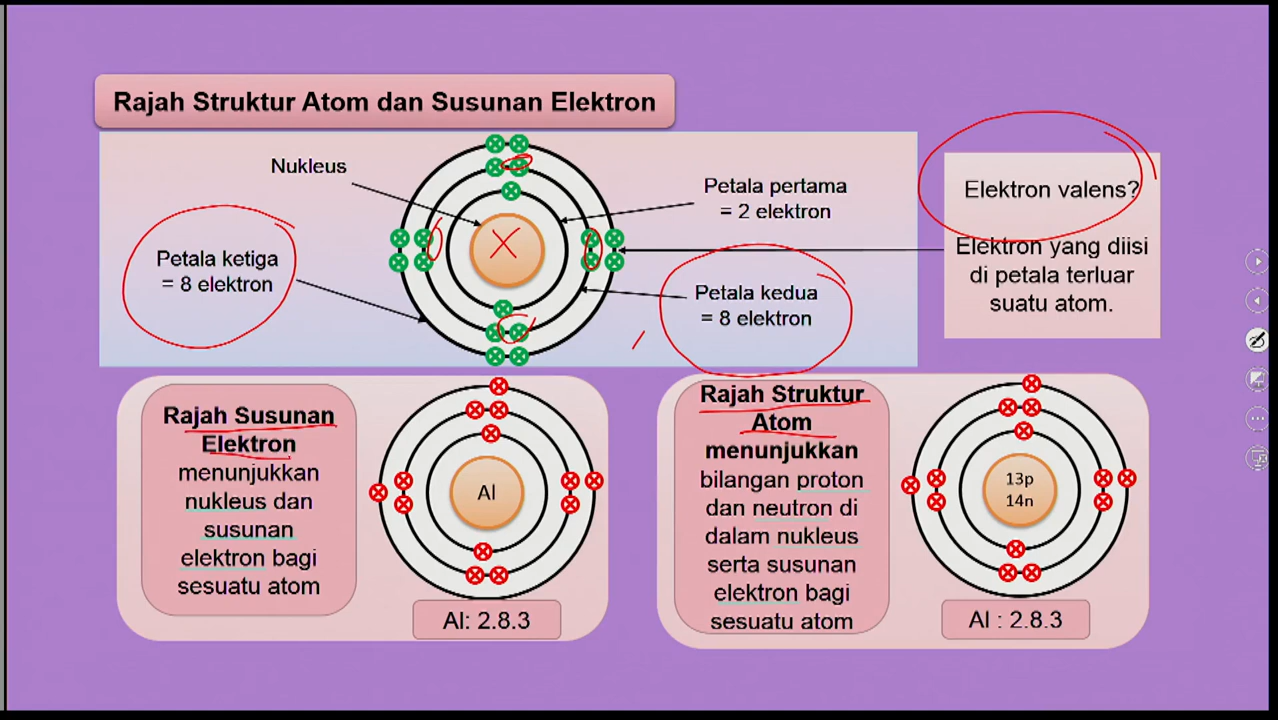 Rajah Struktur Atom dan Susunan Elektron
Nukleus
Petala pertama
= 2 elektron
Petala ketiga
= 8 elektron
Petala kedua
= 8 elektron
Elektron valens?
Elektron yang diisi
di petala terluar
suatu atom.
Rajah Susunan
Elektron
menunjukkan
nukleus dan
susunan
elektron bagi
sesuatu atom
Al
Al: 2.8.3
Rajah Struktur
Atom
menunjukkan
bilangan proton
dan neutron di
dalam nukleus
serta susunan
elektron bagi
sesuatu atom
13p
14n
Al : 2.8.3